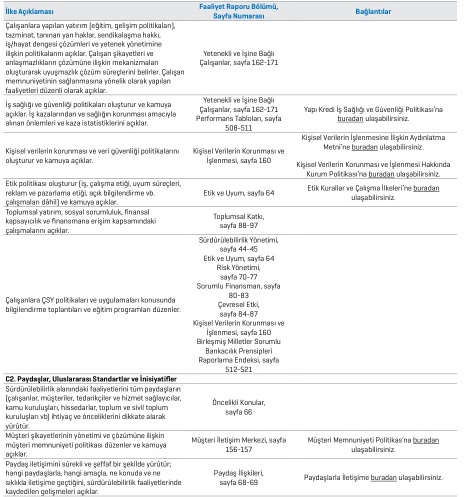 İlke Açıklaması
Faaliyet Raporu Bölümü,
Sayfa Numarası
Bağlantılar
Çalışanlara yapılan yatırım (eğitim, gelişim politikaları),
tazminat, tanınan yan haklar, sendikalaşma hakkı,
iş/hayat dengesi çözümleri ve yetenek yönetimine
ilişkin politikalarını açıklar. Çalışan şikayetleri ve
anlaşmazlıkların çözümüne ilişkin mekanizmaları
oluşturarak uyuşmazlık çözüm süreçlerini belirler. Çalışan
memnuniyetinin sağlanmasına yönelik olarak yapılan
faaliyetleri düzenli olarak açıklar.
Yetenekli ve İşine Bağlı
Çalışanlar, sayfa 162-171
İş sağlığı ve güvenliği politikaları oluşturur ve kamuya
açıklar. İş kazalarından ve sağlığın korunması amacıyla
alınan önlemleri ve kaza istatistiklerini açıklar.
Yetenekli ve İşine Bağlı
Çalışanlar, sayfa 162-171
Performans Tabloları, sayfa
508-511
Yapı Kredi İş Sağlığı ve Güvenliği Politikası'na
buradan ulaşabilirsiniz.
Kişisel verilerin korunması ve veri güvenliği politikalarını
oluşturur ve kamuya açıklar.
Kişisel Verilerin Korunması ve
İşlenmesi, sayfa 160
Kişisel Verilerin İşlenmesine İlişkin Aydınlatma
Metni'ne buradan ulaşabilirsiniz.
Kişisel Verilerin Korunması ve İşlenmesi Hakkında
Kurum Politikası'na buradan ulaşabilirsiniz.
Etik politikası oluşturur (iş, çalışma etiği, uyum süreçleri,
reklam ve pazarlama etiği, açık bilgilendirme vb.
çalışmaları dâhil) ve kamuya açıklar.
Etik ve Uyum, sayfa 64
Etik Kurallar ve Çalışma İlkeleri'ne buradan
ulaşabilirsiniz.
Toplumsal yatırım, sosyal sorumluluk, finansal
kapsayıcılık ve finansmana erişim kapsamındaki
çalışmalarını açıklar.
Toplumsal Katkı,
sayfa 88-97
Çalışanlara ÇSY politikaları ve uygulamaları konusunda
bilgilendirme toplantıları ve eğitim programları düzenler.
Sürdürülebilirlik Yönetimi,
sayfa 44-45
Etik ve Uyum, sayfa 64
Risk Yönetimi,
sayfa 70-77
Sorumlu Finansman, sayfa
80-83
Çevresel Etki,
sayfa 84-87
Kişisel Verilerin Korunması ve
İşlenmesi, sayfa 160
Birleşmiş Milletler Sorumlu
Bankacılık Prensipleri
Raporlama Endeksi, sayfa
512-521
C2. Paydaşlar, Uluslararası Standartlar ve İnisiyatifler
Sürdürülebilirlik alanındaki faaliyetlerini tüm paydaşların
(çalışanlar, müşteriler, tedarikçiler ve hizmet sağlayıcılar,
kamu kuruluşları, hissedarlar, toplum ve sivil toplum
kuruluşları vb) ihtiyaç ve önceliklerini dikkate alarak
yürütür.
Öncelikli Konular,
sayfa 66
Müşteri şikayetlerinin yönetimi ve çözümüne ilişkin
müşteri memnuniyeti politikası düzenler ve kamuya
açıklar.
Müşteri İletişim Merkezi, sayfa
156-157
Müşteri Memnuniyeti Politikası'na buradan
ulaşabilirsiniz.
Paydaş iletişimini sürekli ve şeffaf bir şekilde yürütür;
hangi paydaşlarla, hangi amaçla, ne konuda ve ne
sıklıkla iletişime geçtiğini, sürdürülebilirlik faaliyetlerinde
kaydedilen gelişmeleri açıklar.
Paydaş İlişkileri,
sayfa 68-69
Paydaşlarla İletişime buradan ulaşabilirsiniz.